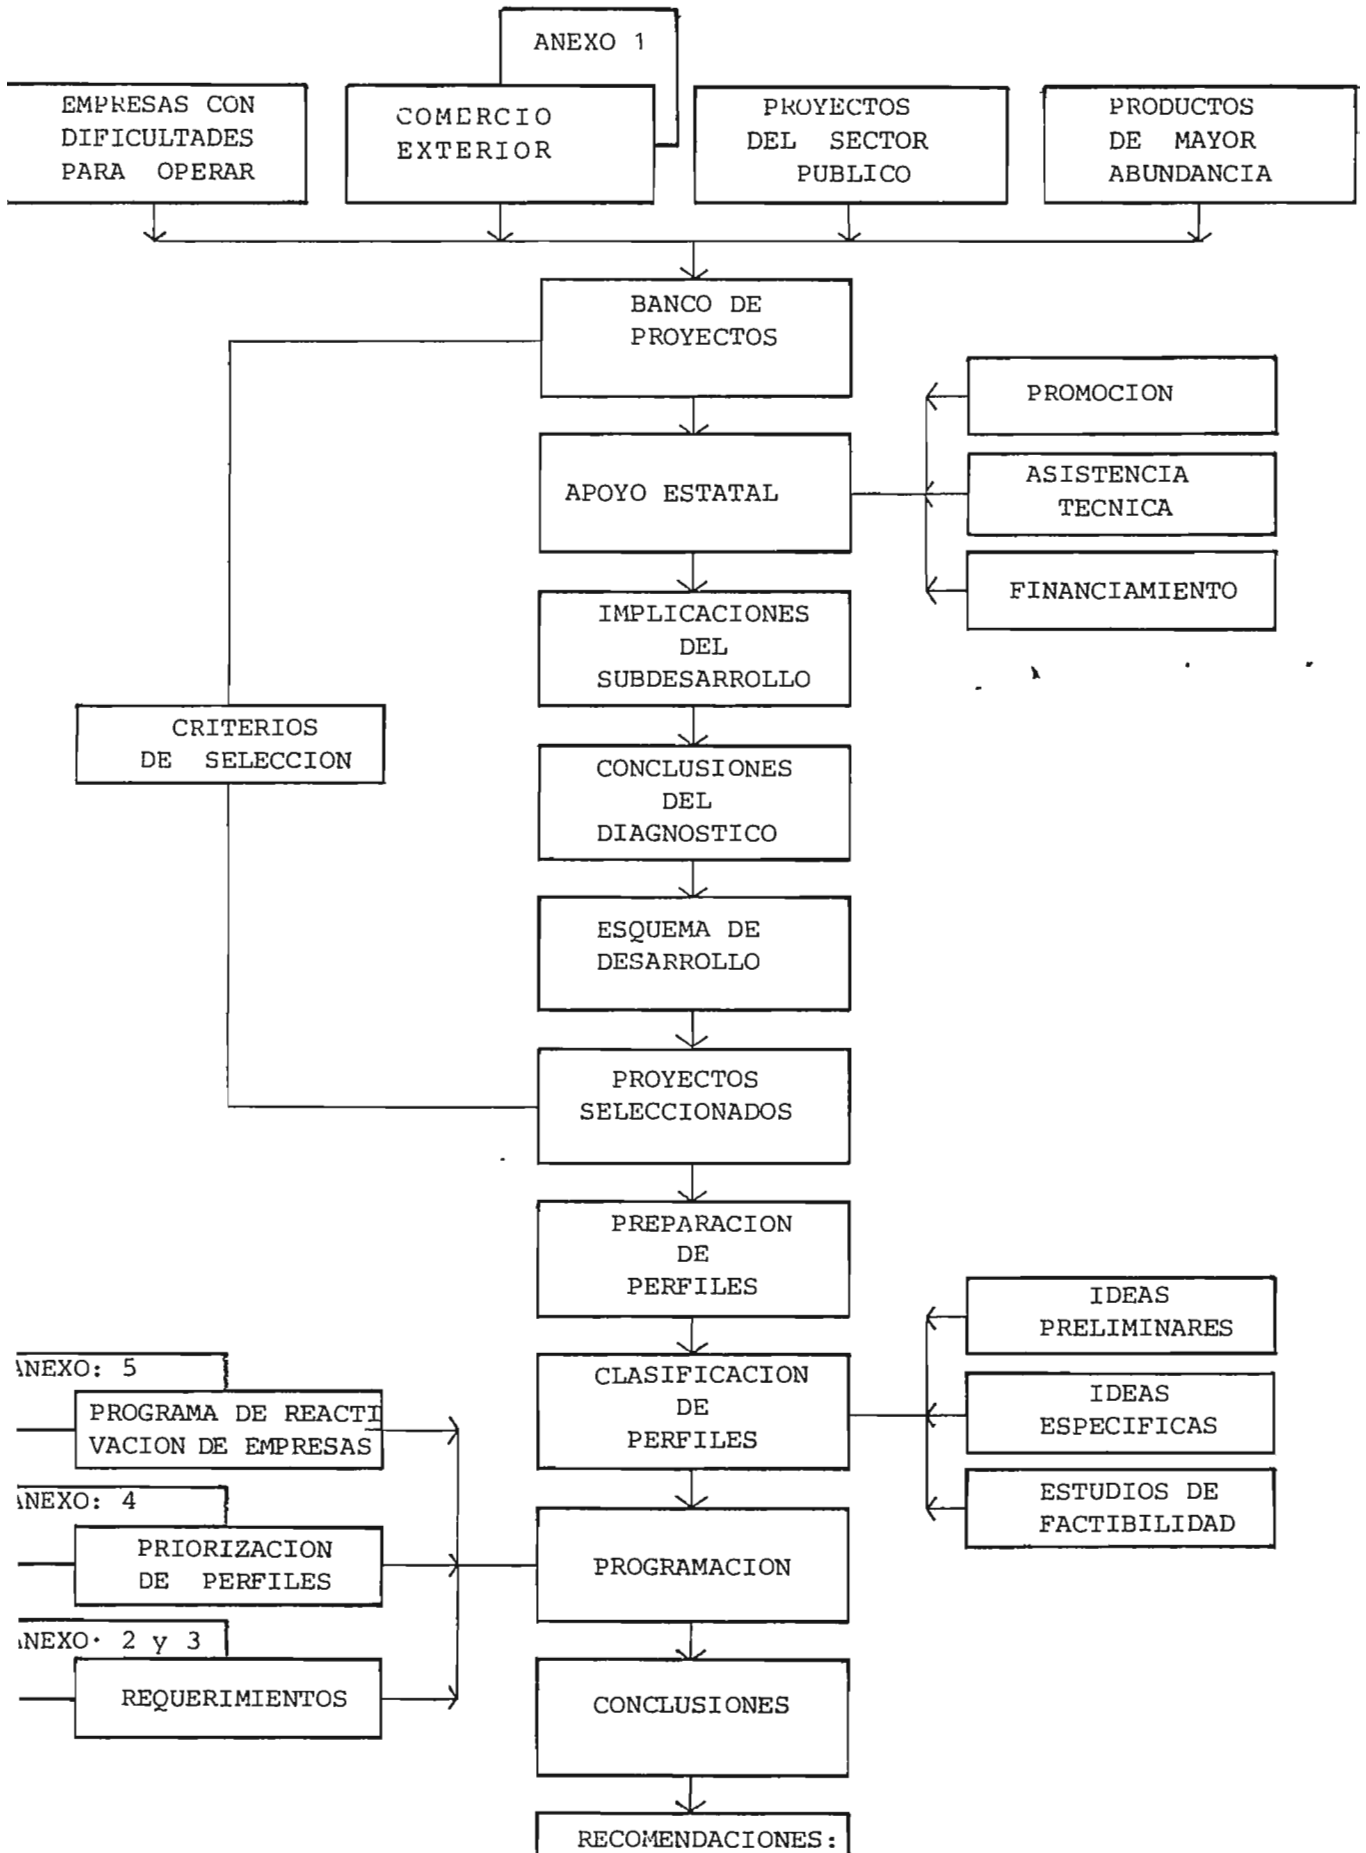 ANEXO 1
EMPRESAS CON
DIFICULTADES
PARA OPERAR
COMERCIO
EXTERIOR
PROYECTOS
DEL SECTOR
PUBLICO
PRODUCTOS
DE MAYOR
ABUNDANCIA
BANCO DE
PROYECTOS
PROMOCION
APOYO ESTATAL
ASISTENCIA
TECNICA
FINANCIAMIENTO
IMPLICACIONES
DEL
SUBDESARROLLO
CRITERIOS
DE SELECCION
CONCLUSIONES
DEL
DIAGNOSTICO
ESQUEMA DE
DESARROLLO
PROYECTOS
SELECCIONADOS
PREPARACION
DE
PERFILES
IDEAS
PRELIMINARES
CLASIFICACION
DE
PERFILES
IDEAS
ESPECIFICAS
ESTUDIOS DE
FACTIBILIDAD
ANEXO: 5
PROGRAMA DE REACTI
VACION DE EMPRESAS
ANEXO: 4
PRIORIZACION
DE PERFILES
PROGRAMACION
ANEXO· 2 y 3
REQUERIMIENTOS
CONCLUSIONES
RECOMENDACIONES: